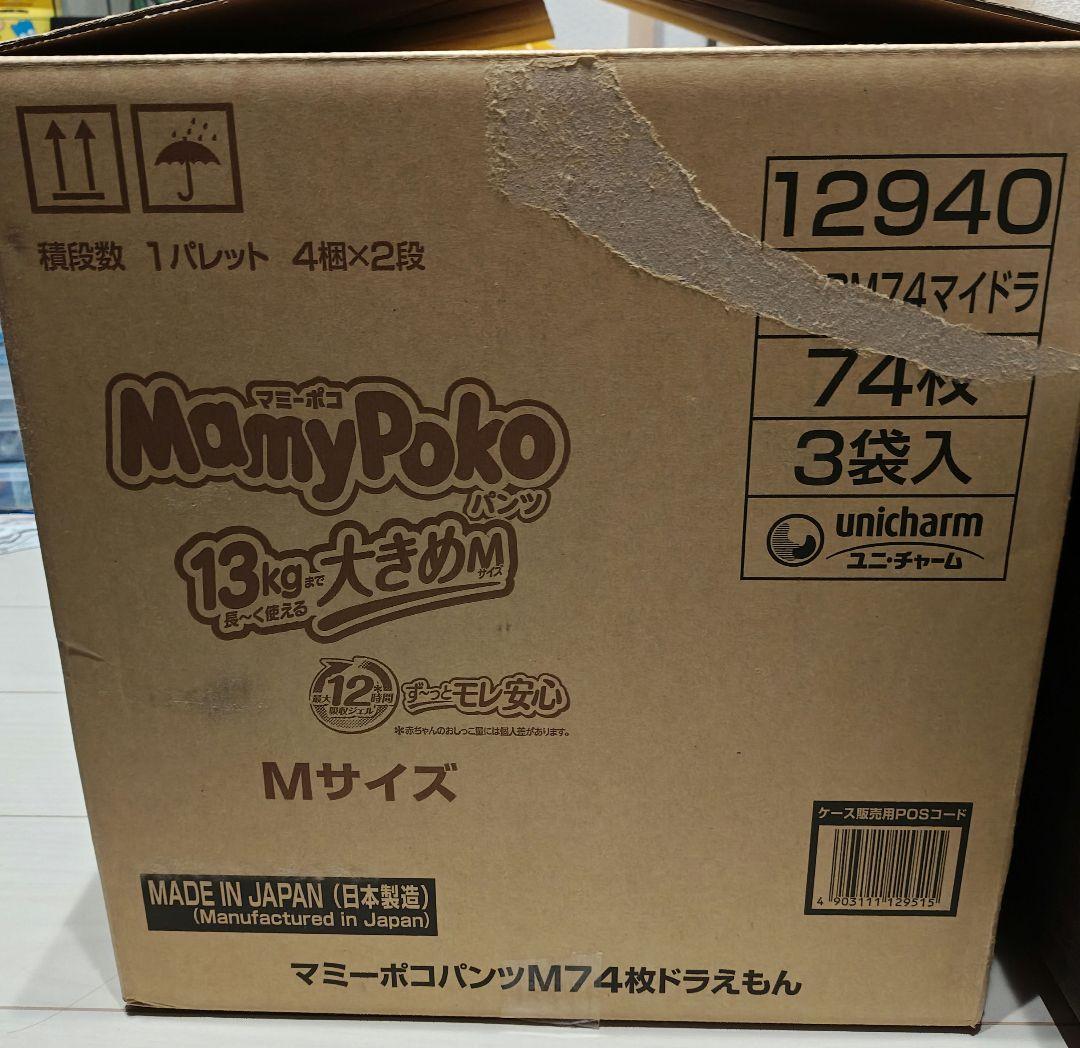 積段数 1パレット 4梱×2段
12940
M74マイドラ
74枚
3袋入
unicharm
ユニ・チャーム
マミーポコ
MamyPoko
パンツ
13kgまで
長〜く使える
大きめMサイズ
最大12時間*
吸収ジェル
ず〜っとモレ安心
*赤ちゃんのおしっこ量には個人差があります。
Mサイズ
ケース販売用POSコード
4 903111 129515
MADE IN JAPAN (日本製造)
(Manufactured in Japan)
マミーポコパンツM74枚ドラえもん